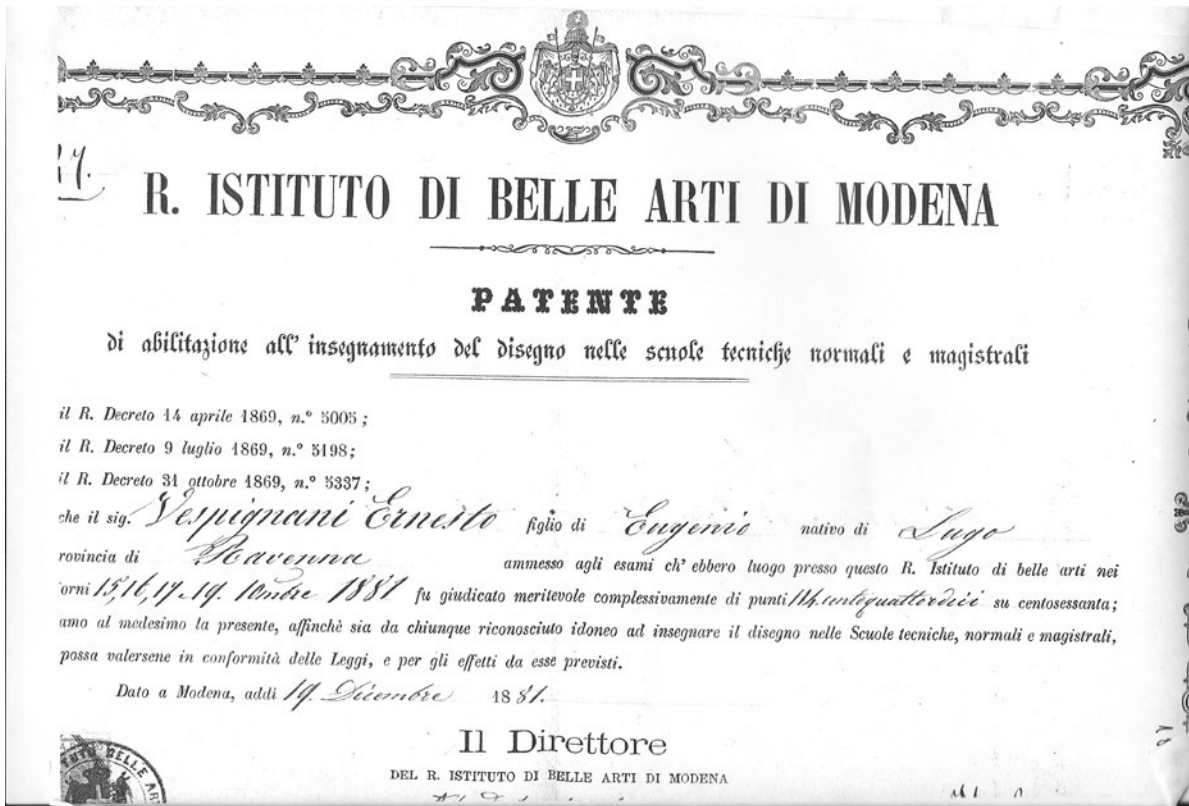 17.
R. ISTITUTO DI BELLE ARTI DI MODENA
PATENTE
di abilitazione all' insegnamento del disegno nelle scuole tecniche normali e magistrali
il R. Decreto 14 aprile 1869, n.° 5005;
il R. Decreto 9 luglio 1869, n.° 5198;
il R. Decreto 31 ottobre 1869, n.° 5337;
che il sig. Vespignani Ernesto figlio di Eugenio nativo di Lugo
rovincia di Ravenna ammesso agli esami ch' ebbero luogo presso questo R. Istituto di belle arti nei
orni 15, 16, 17 e 19. 10mbre 1881 fu giudicato meritevole complessivamente di punti 114 centoquattordici su centosessanta;
amo al medesimo la presente, affinchè sia da chiunque riconosciuto idoneo ad insegnare il disegno nelle Scuole tecniche, normali e magistrali,
possa valersene in conformità delle Leggi, e per gli effetti da esse previsti.
Dato a Modena, addì 19. Dicembre 1881.
Il Direttore
DEL R. ISTITUTO DI BELLE ARTI DI MODENA
TUTO BELLE AR